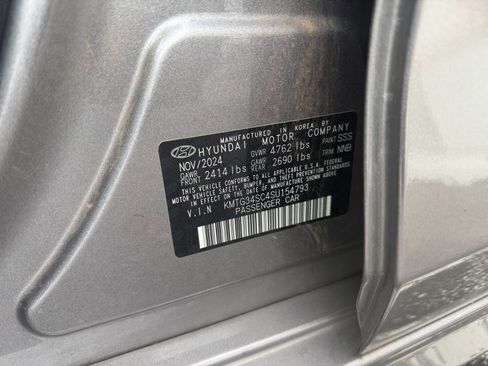 MANUFACTURED IN KOREA BY
HYUNDAI MOTOR COMPANY
NOV/2024 GVWR 4762 lbs PAINT SSS
GAWR FRONT 2414 lbs GAWR REAR 2690 lbs TRIM NNB
THIS VEHICLE CONFORMS TO ALL APPLICABLE U.S. FEDERAL
MOTOR VEHICLE SAFETY, BUMPER, AND THEFT PREVENTION STANDARDS
IN EFFECT ON THE DATE OF MANUFACTURE SHOWN ABOVE.
V.I.N KMTG34SC4SU154793
PASSENGER CAR